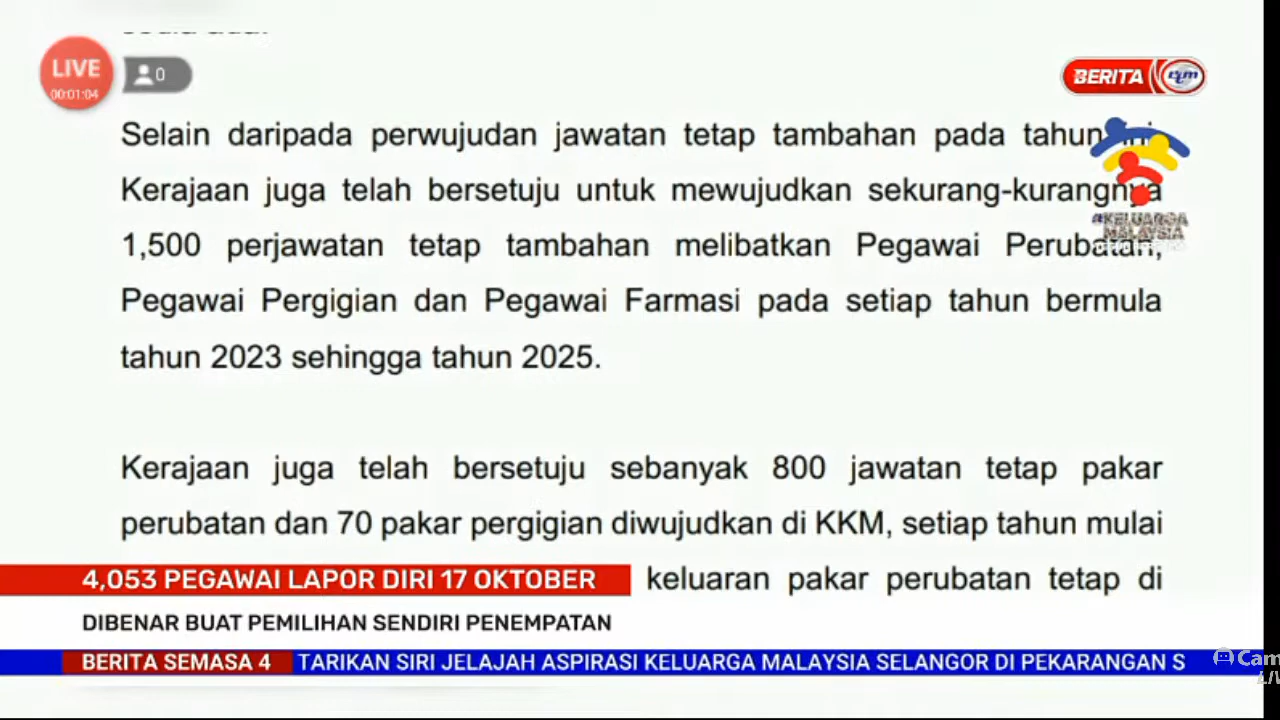 LIVE
00:01:04
0
BERITA
Selain daripada perwujudan jawatan tetap tambahan pada tahun ini,
Kerajaan juga telah bersetuju untuk mewujudkan sekurang-kurangnya
1,500 perjawatan tetap tambahan melibatkan Pegawai Perubatan,
Pegawai Pergigian dan Pegawai Farmasi pada setiap tahun bermula
tahun 2023 sehingga tahun 2025.
#KELUARGA
MALAYSIA
Kerajaan juga telah bersetuju sebanyak 800 jawatan tetap pakar
perubatan dan 70 pakar pergigian diwujudkan di KKM, setiap tahun mulai
keluaran pakar perubatan tetap di
4,053 PEGAWAI LAPOR DIRI 17 OKTOBER
DIBENAR BUAT PEMILIHAN SENDIRI PENEMPATAN
BERITA SEMASA 4 TARIKAN SIRI JELAJAH ASPIRASI KELUARGA MALAYSIA SELANGOR DI PEKARANGAN S